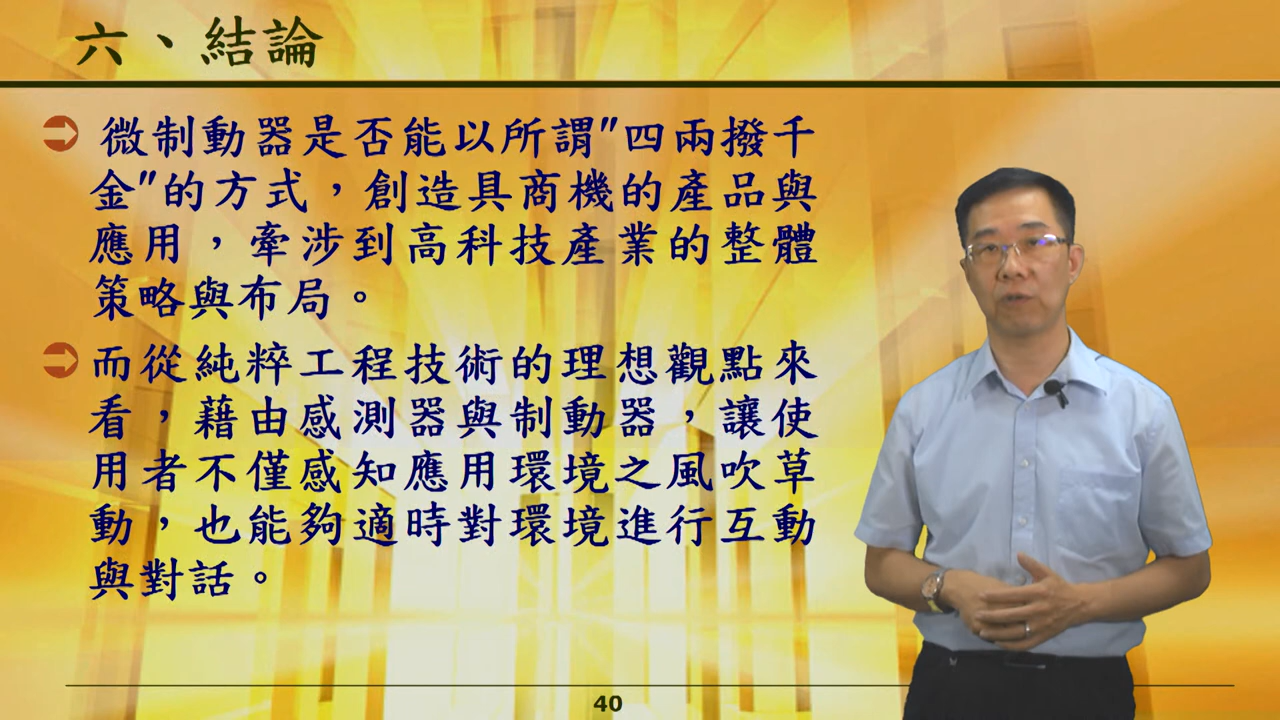 六、結論
微制動器是否能以所謂"四兩撥千
金"的方式，創造具商機的產品與
應用，牽涉到高科技產業的整體
策略與布局。
而從純粹工程技術的理想觀點來
看，藉由感測器與制動器，讓使
用者不僅感知應用環境之風吹草
動，也能夠適時對環境進行互動
與對話。
40